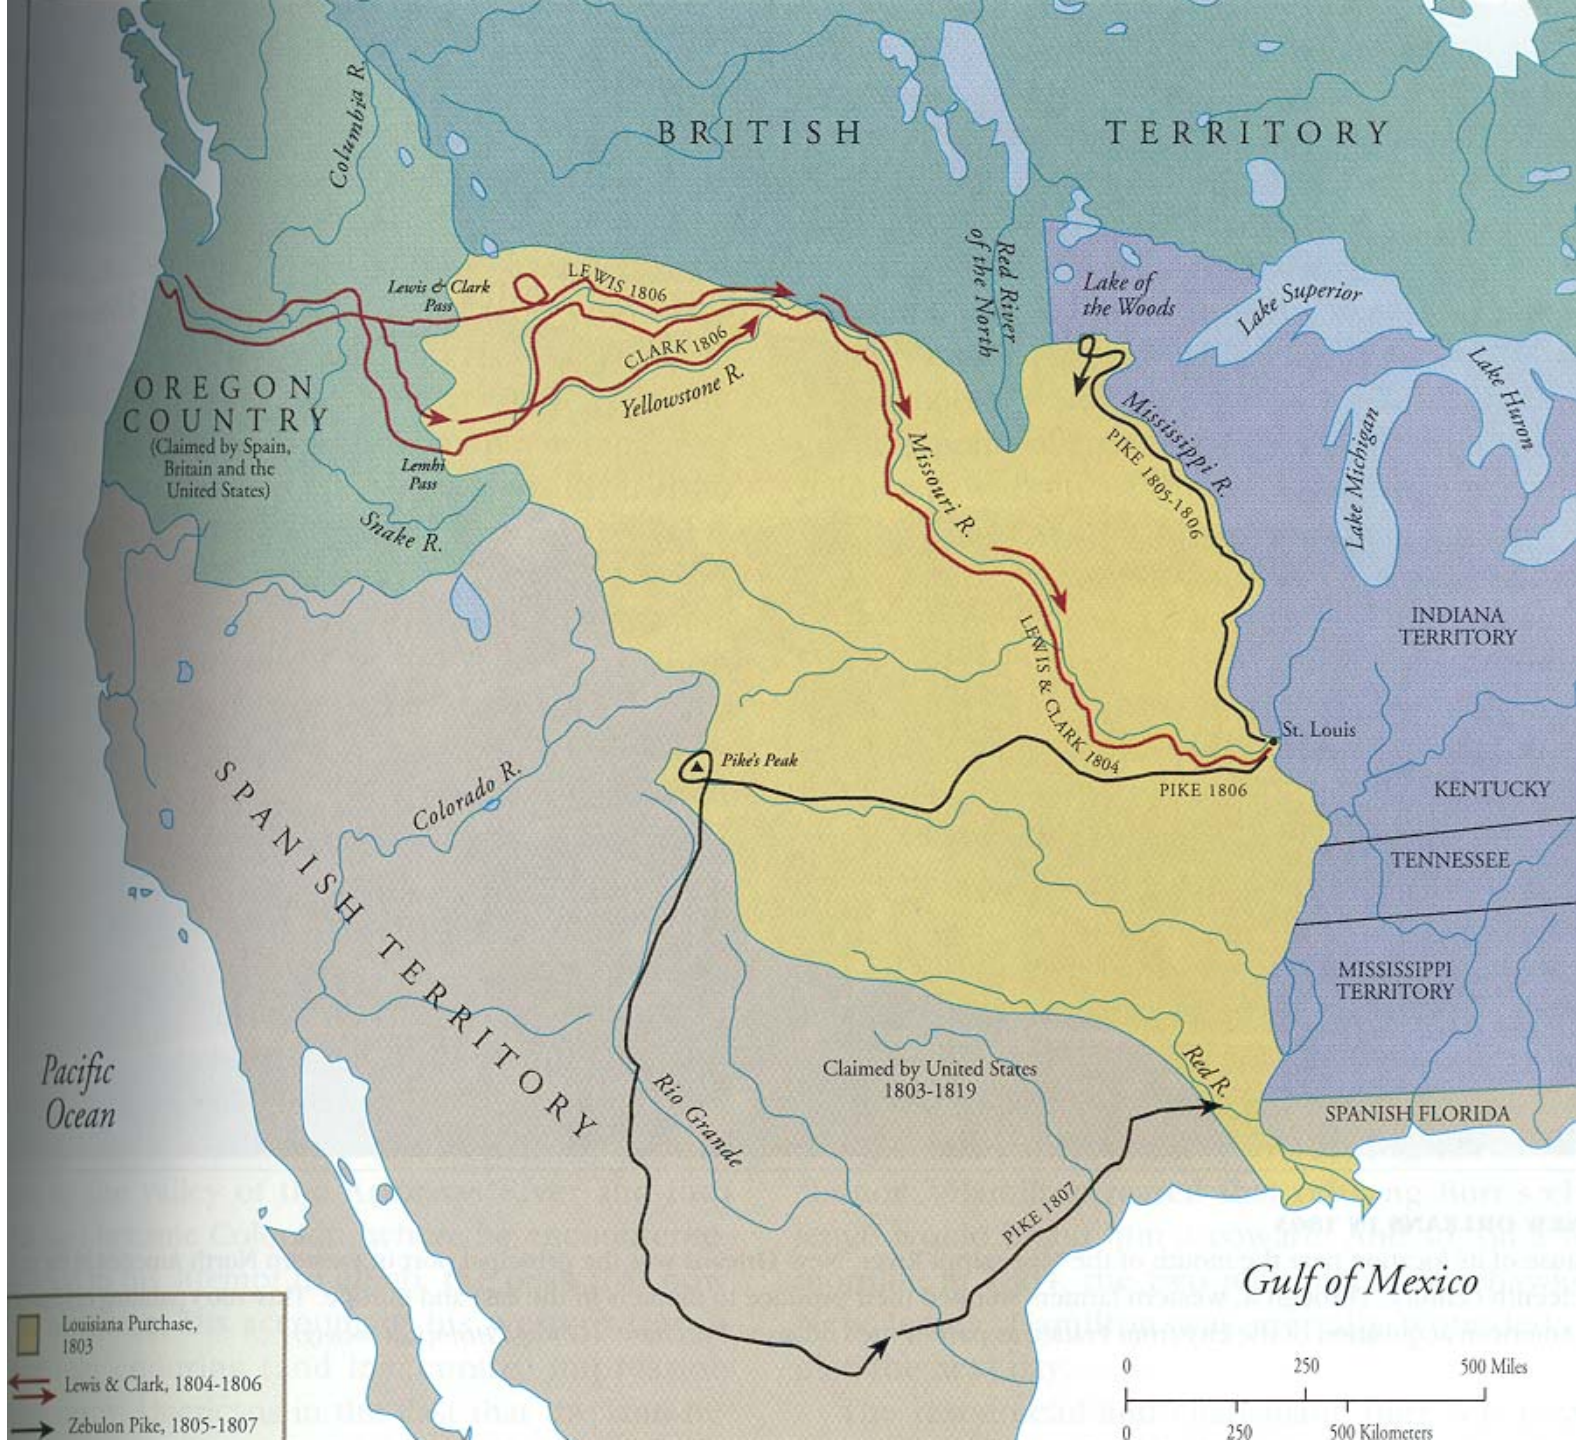 BRITISH TERRITORY
Columbia R.
Red River
of the North
Lake of
the Woods
Lake Superior
Lake Huron
Lake Michigan
Lewis & Clark
Pass
LEWIS 1806
CLARK 1806
Yellowstone R.
OREGON
COUNTRY
(Claimed by Spain,
Britain and the
United States)
Lemhi
Pass
Snake R.
Missouri R.
Mississippi R.
PIKE 1805-1806
INDIANA
TERRITORY
LEWIS & CLARK 1804
St. Louis
Pike's Peak
PIKE 1806
KENTUCKY
TENNESSEE
Colorado R.
SPANISH TERRITORY
MISSISSIPPI
TERRITORY
Pacific
Ocean
Claimed by United States
1803-1819
Red R.
SPANISH FLORIDA
Rio Grande
PIKE 1807
Gulf of Mexico
Louisiana Purchase,
1803
Lewis & Clark, 1804-1806
Zebulon Pike, 1805-1807
0 250 500 Miles
0 250 500 Kilometers